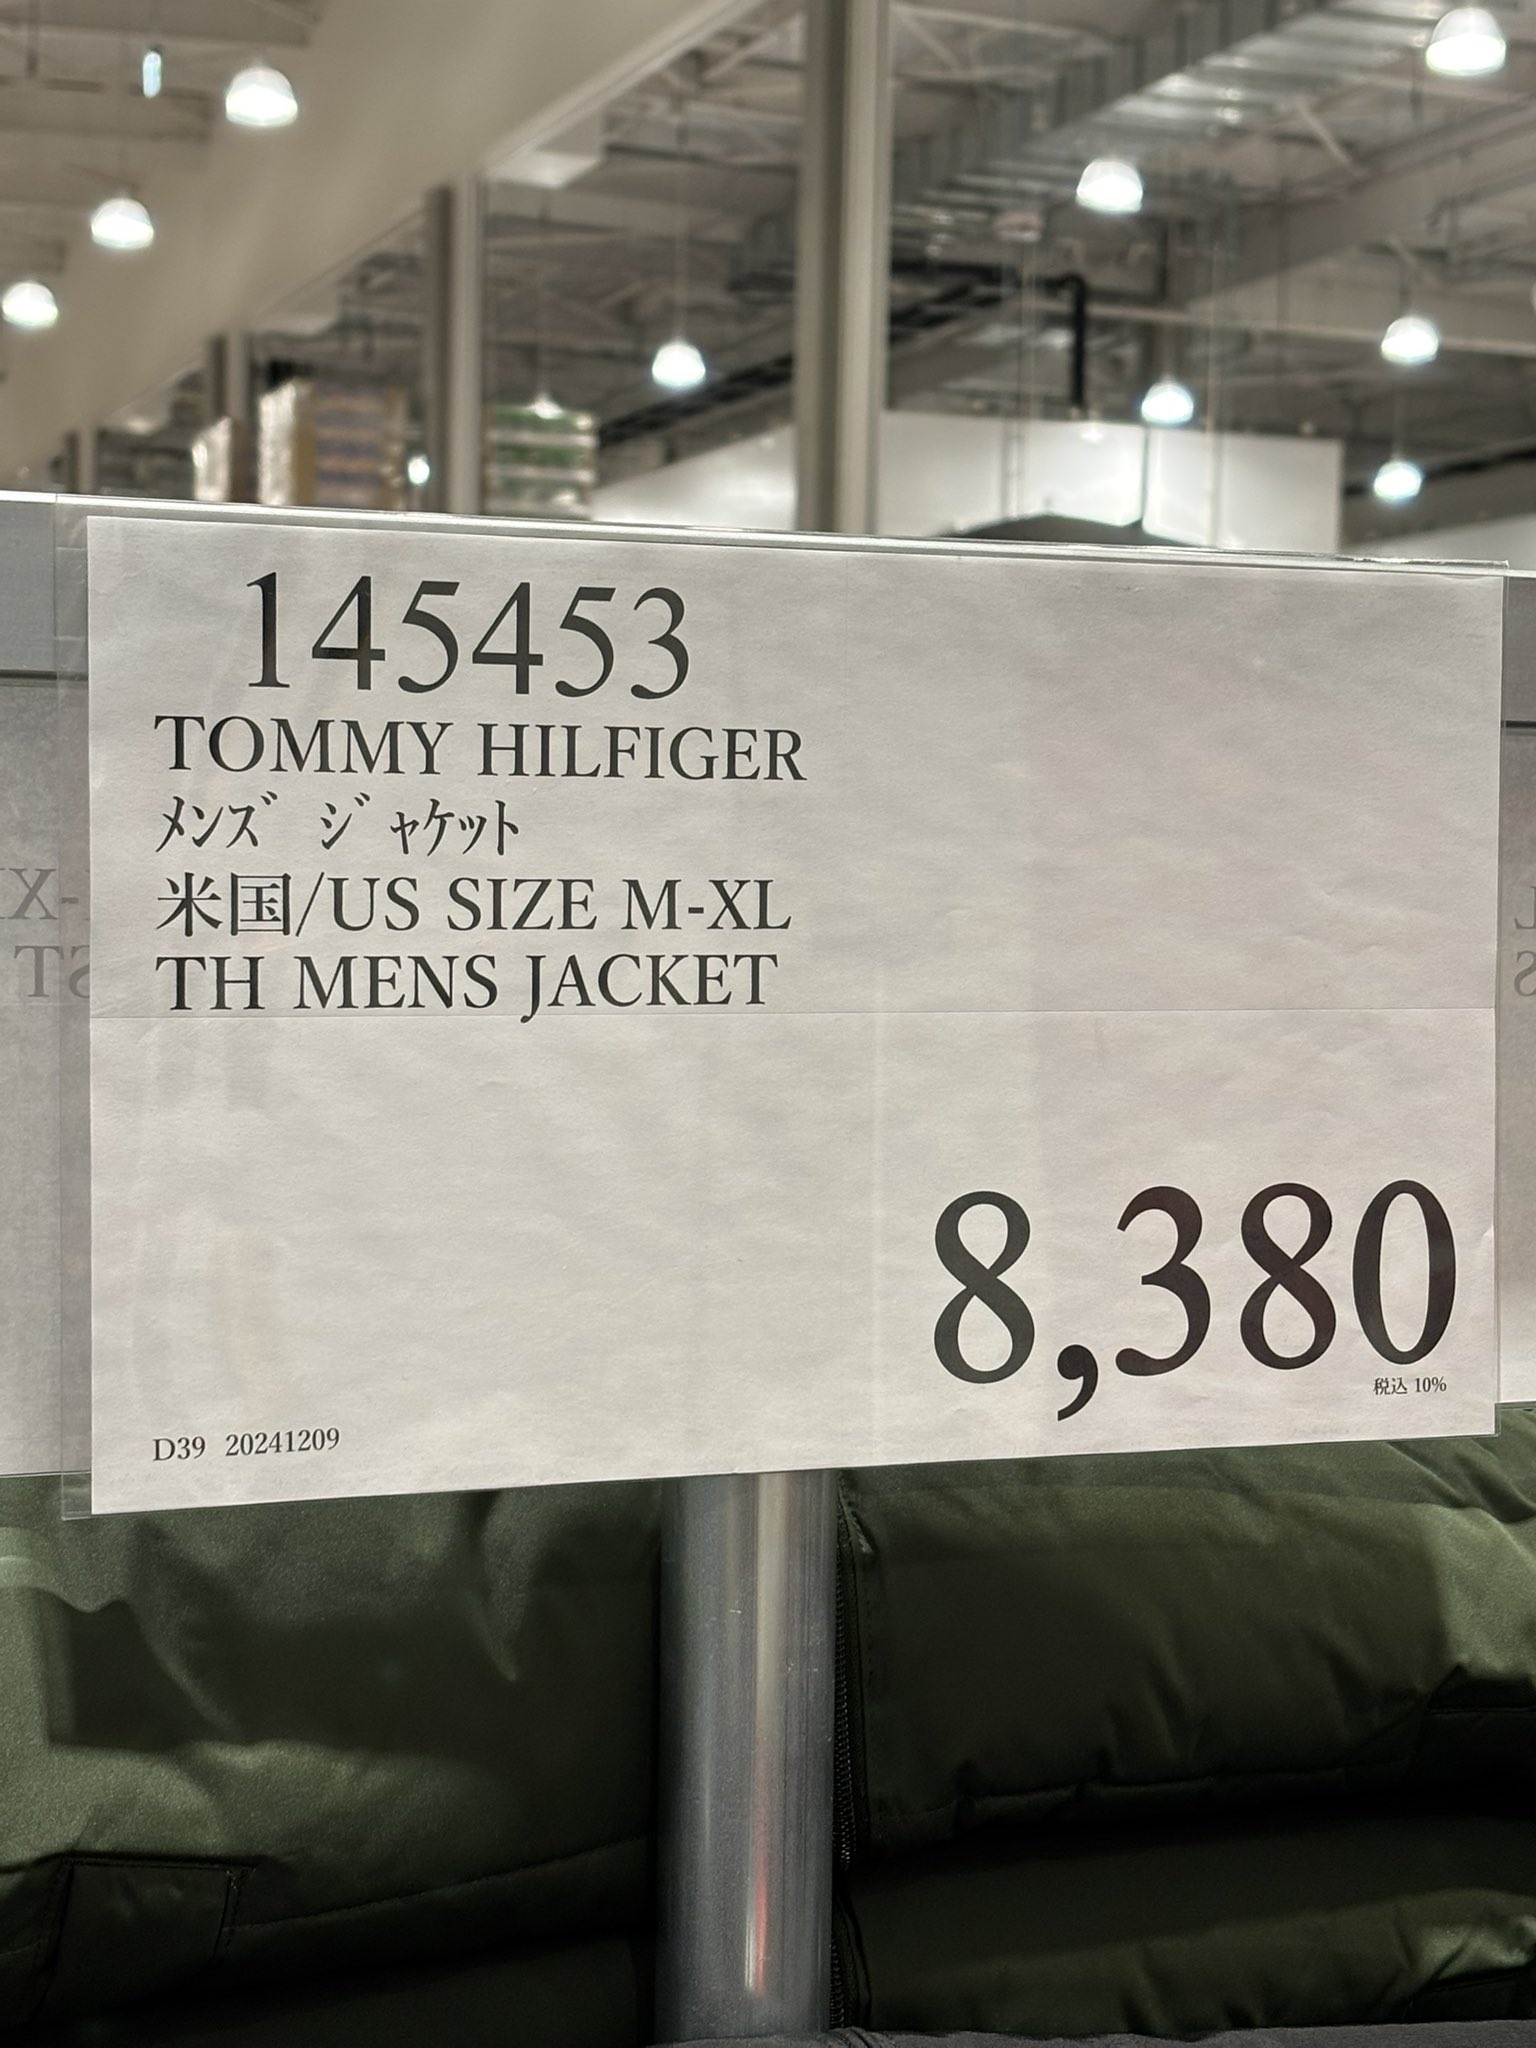 145453
TOMMY HILFIGER
ﾒﾝｽﾞ ｼﾞｬｹｯﾄ
米国/US SIZE M-XL
TH MENS JACKET
8,380
税込 10%
D39 20241209